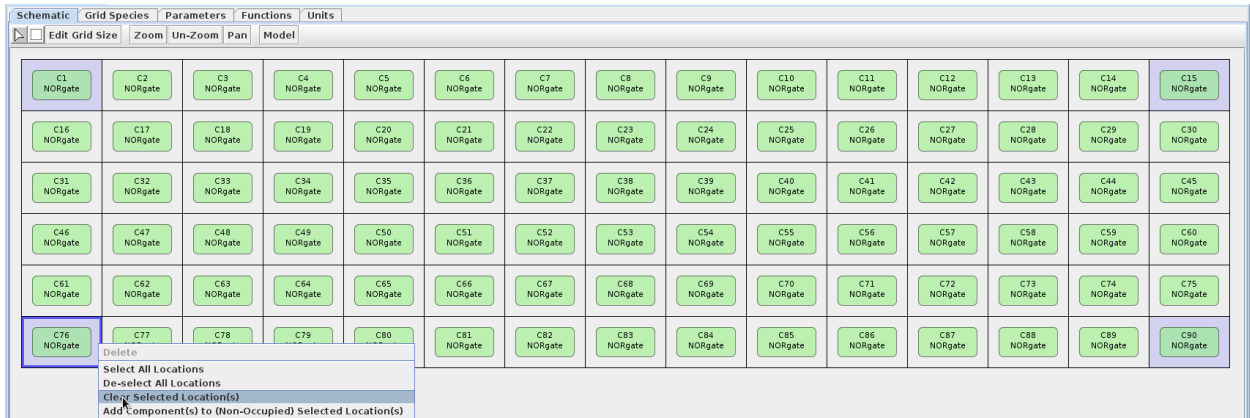 Schematic Grid Species Parameters Functions Units
Edit Grid Size Zoom Un-Zoom Pan Model
C1 C2 C3 C4 C5 C6 C7 C8 C9 C10 C11 C12 C13 C14 C15
NORgate NORgate NORgate NORgate NORgate NORgate NORgate NORgate NORgate NORgate NORgate NORgate NORgate NORgate NORgate
C16 C17 C18 C19 C20 C21 C22 C23 C24 C25 C26 C27 C28 C29 C30
NORgate NORgate NORgate NORgate NORgate NORgate NORgate NORgate NORgate NORgate NORgate NORgate NORgate NORgate NORgate
C31 C32 C33 C34 C35 C36 C37 C38 C39 C40 C41 C42 C43 C44 C45
NORgate NORgate NORgate NORgate NORgate NORgate NORgate NORgate NORgate NORgate NORgate NORgate NORgate NORgate NORgate
C46 C47 C48 C49 C50 C51 C52 C53 C54 C55 C56 C57 C58 C59 C60
NORgate NORgate NORgate NORgate NORgate NORgate NORgate NORgate NORgate NORgate NORgate NORgate NORgate NORgate NORgate
C61 C62 C63 C64 C65 C66 C67 C68 C69 C70 C71 C72 C73 C74 C75
NORgate NORgate NORgate NORgate NORgate NORgate NORgate NORgate NORgate NORgate NORgate NORgate NORgate NORgate NORgate
C76 C77 C78 C79 C80 C81 C82 C83 C84 C85 C86 C87 C88 C89 C90
NORgate NORgate NORgate NORgate NORgate NORgate NORgate NORgate NORgate NORgate NORgate
Delete
Select All Locations
De-select All Locations
Clear Selected Location(s)
Add Component(s) to (Non-Occupied) Selected Location(s)